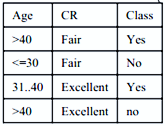 Age CR Class
>40 Fair Yes
<=30 Fair No
31..40 Excellent Yes
>40 Excellent no